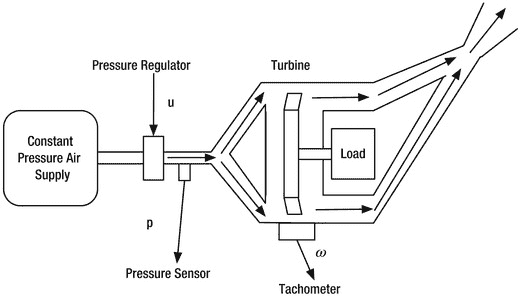 Pressure Regulator
Turbine
u
Constant
Pressure Air
Supply
Load
p
ω
Pressure Sensor
Tachometer